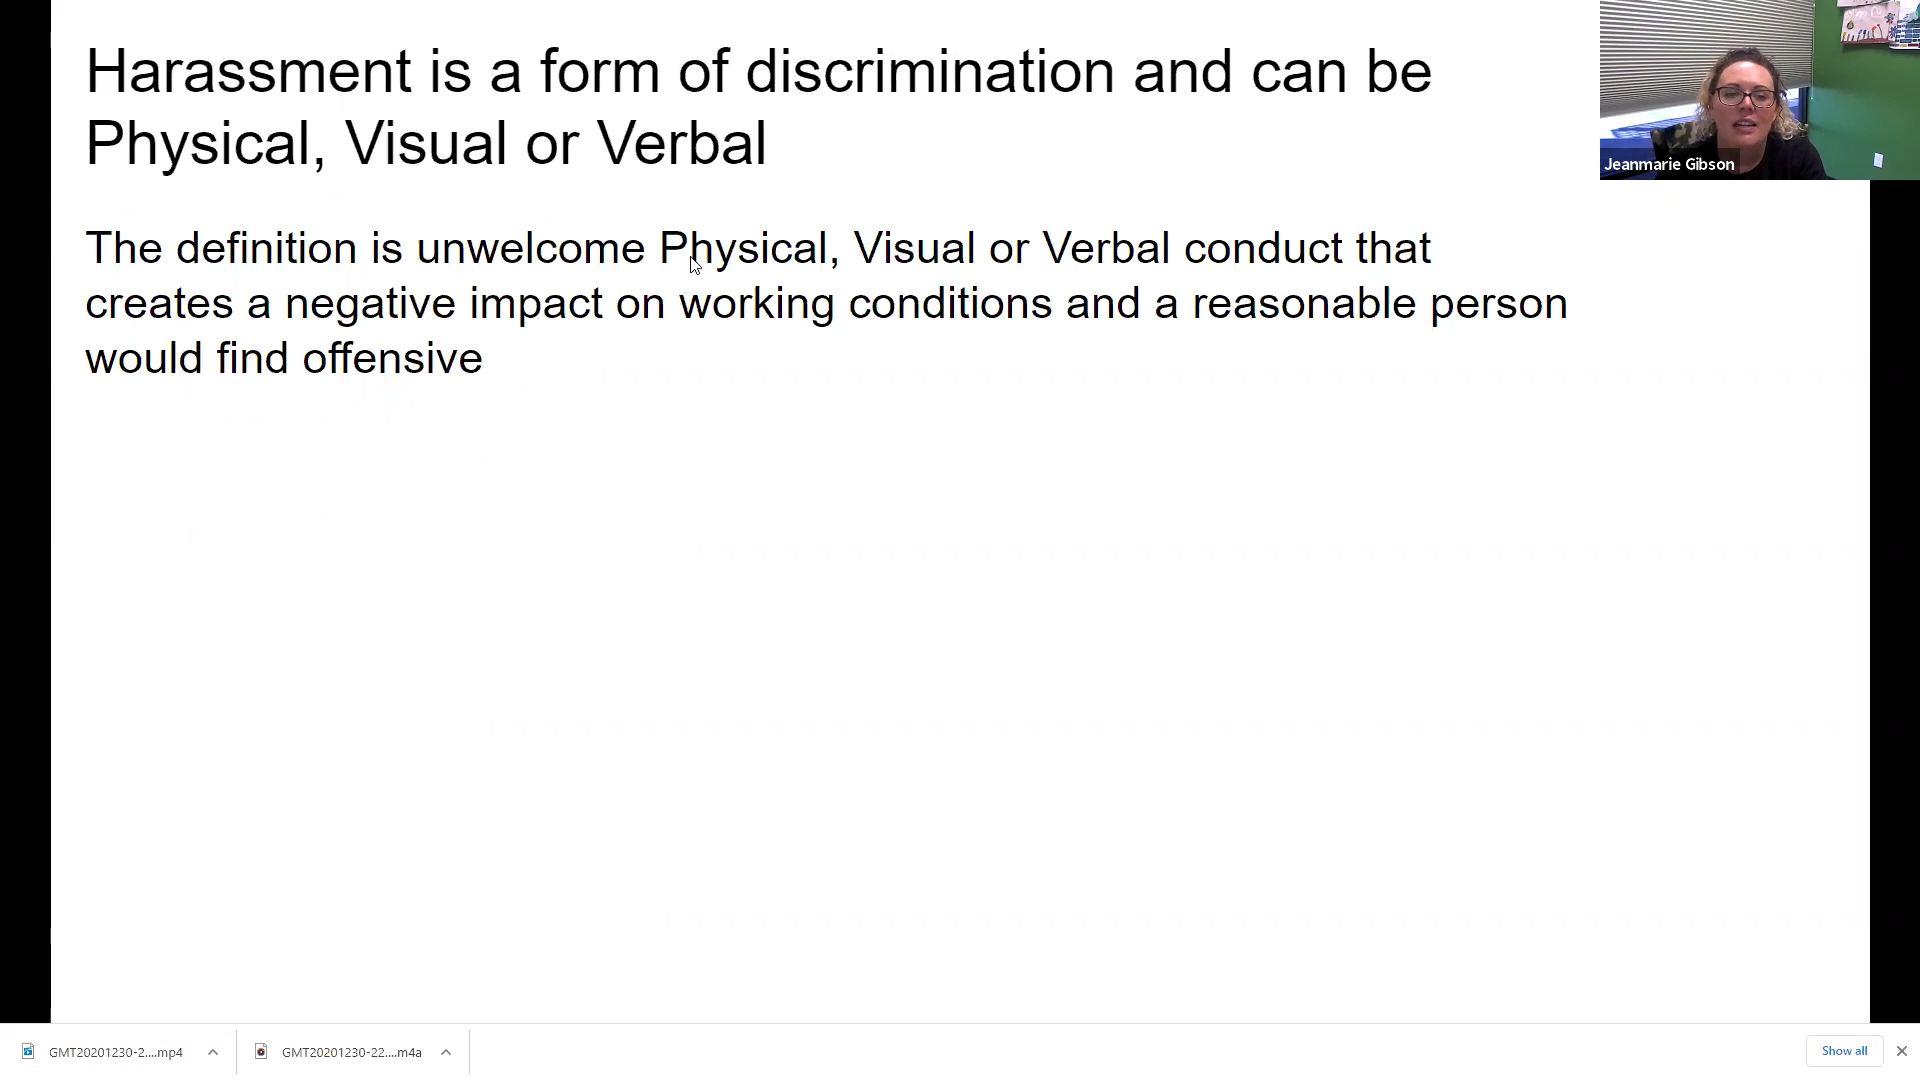 Harassment is a form of discrimination and can be
Physical, Visual or Verbal
Jeanmarie Gibson
The definition is unwelcome Physical, Visual or Verbal conduct that
creates a negative impact on working conditions and a reasonable person
would find offensive
GMT20201230-2....mp4
GMT20201230-22....m4a
Show all